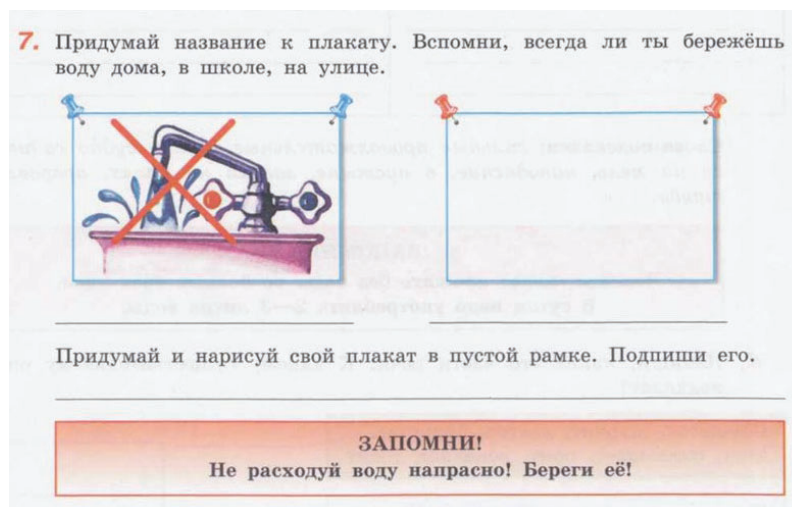 7. Придумай название к плакату. Вспомни, всегда ли ты бережёшь
воду дома, в школе, на улице.
Придумай и нарисуй свой плакат в пустой рамке. Подпиши его.
ЗАПОМНИ!
Не расходуй воду напрасно! Береги её!